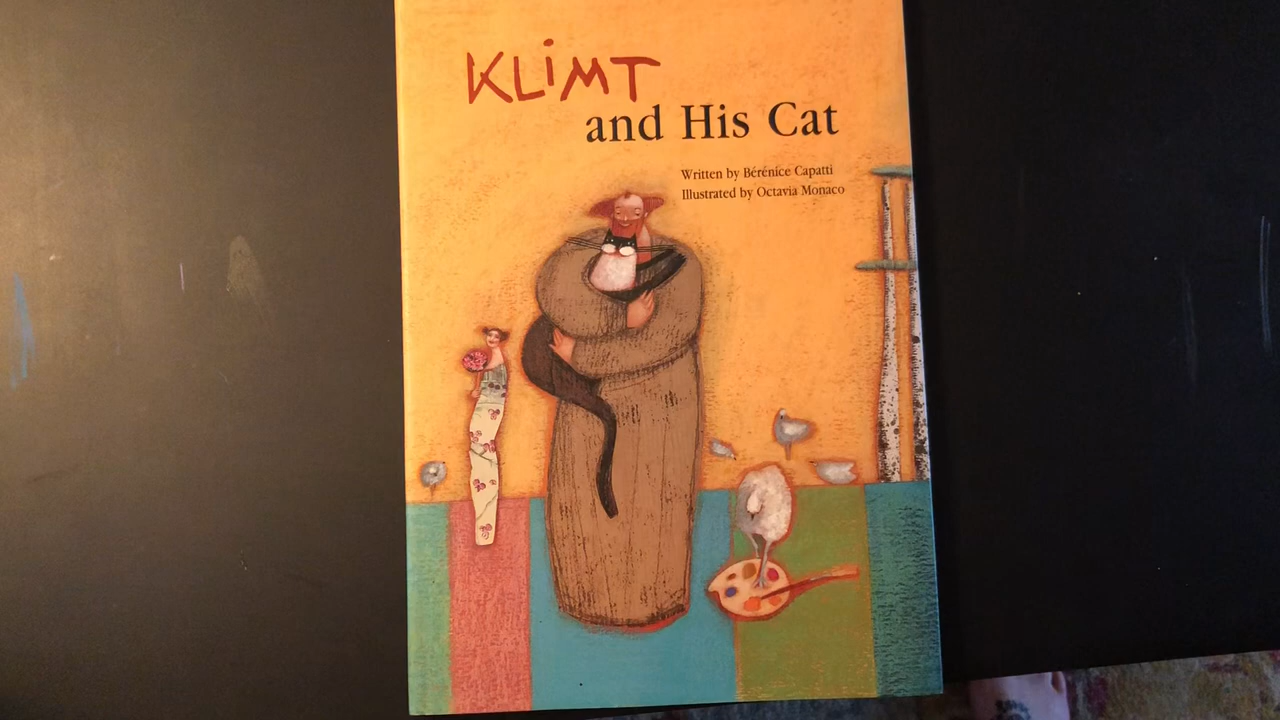 KLiMT
and His Cat
Written by Bérénice Capatti
Illustrated by Octavia Monaco